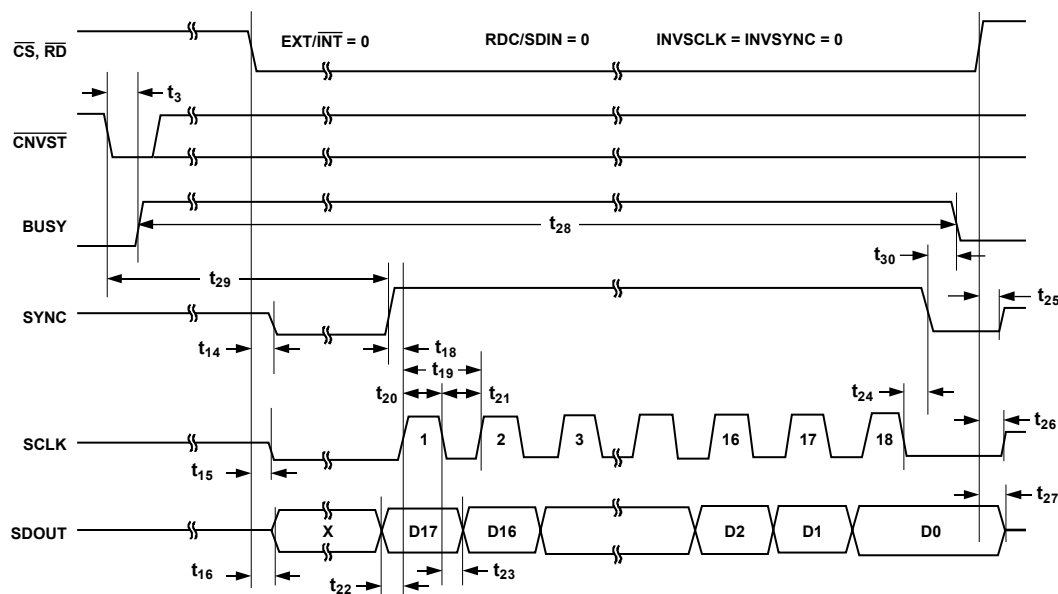 CS, RD
EXT/INT = 0
RDC/SDIN = 0
INVSCLK = INVSYNC = 0
t3
CNVST
BUSY
t28
t30
t29
t25
SYNC
t14
t18
t19
t20
t21
t24
t26
SCLK
1
2
3
16
17
18
t15
t27
SDOUT
X
D17
D16
D2
D1
D0
t16
t22
t23